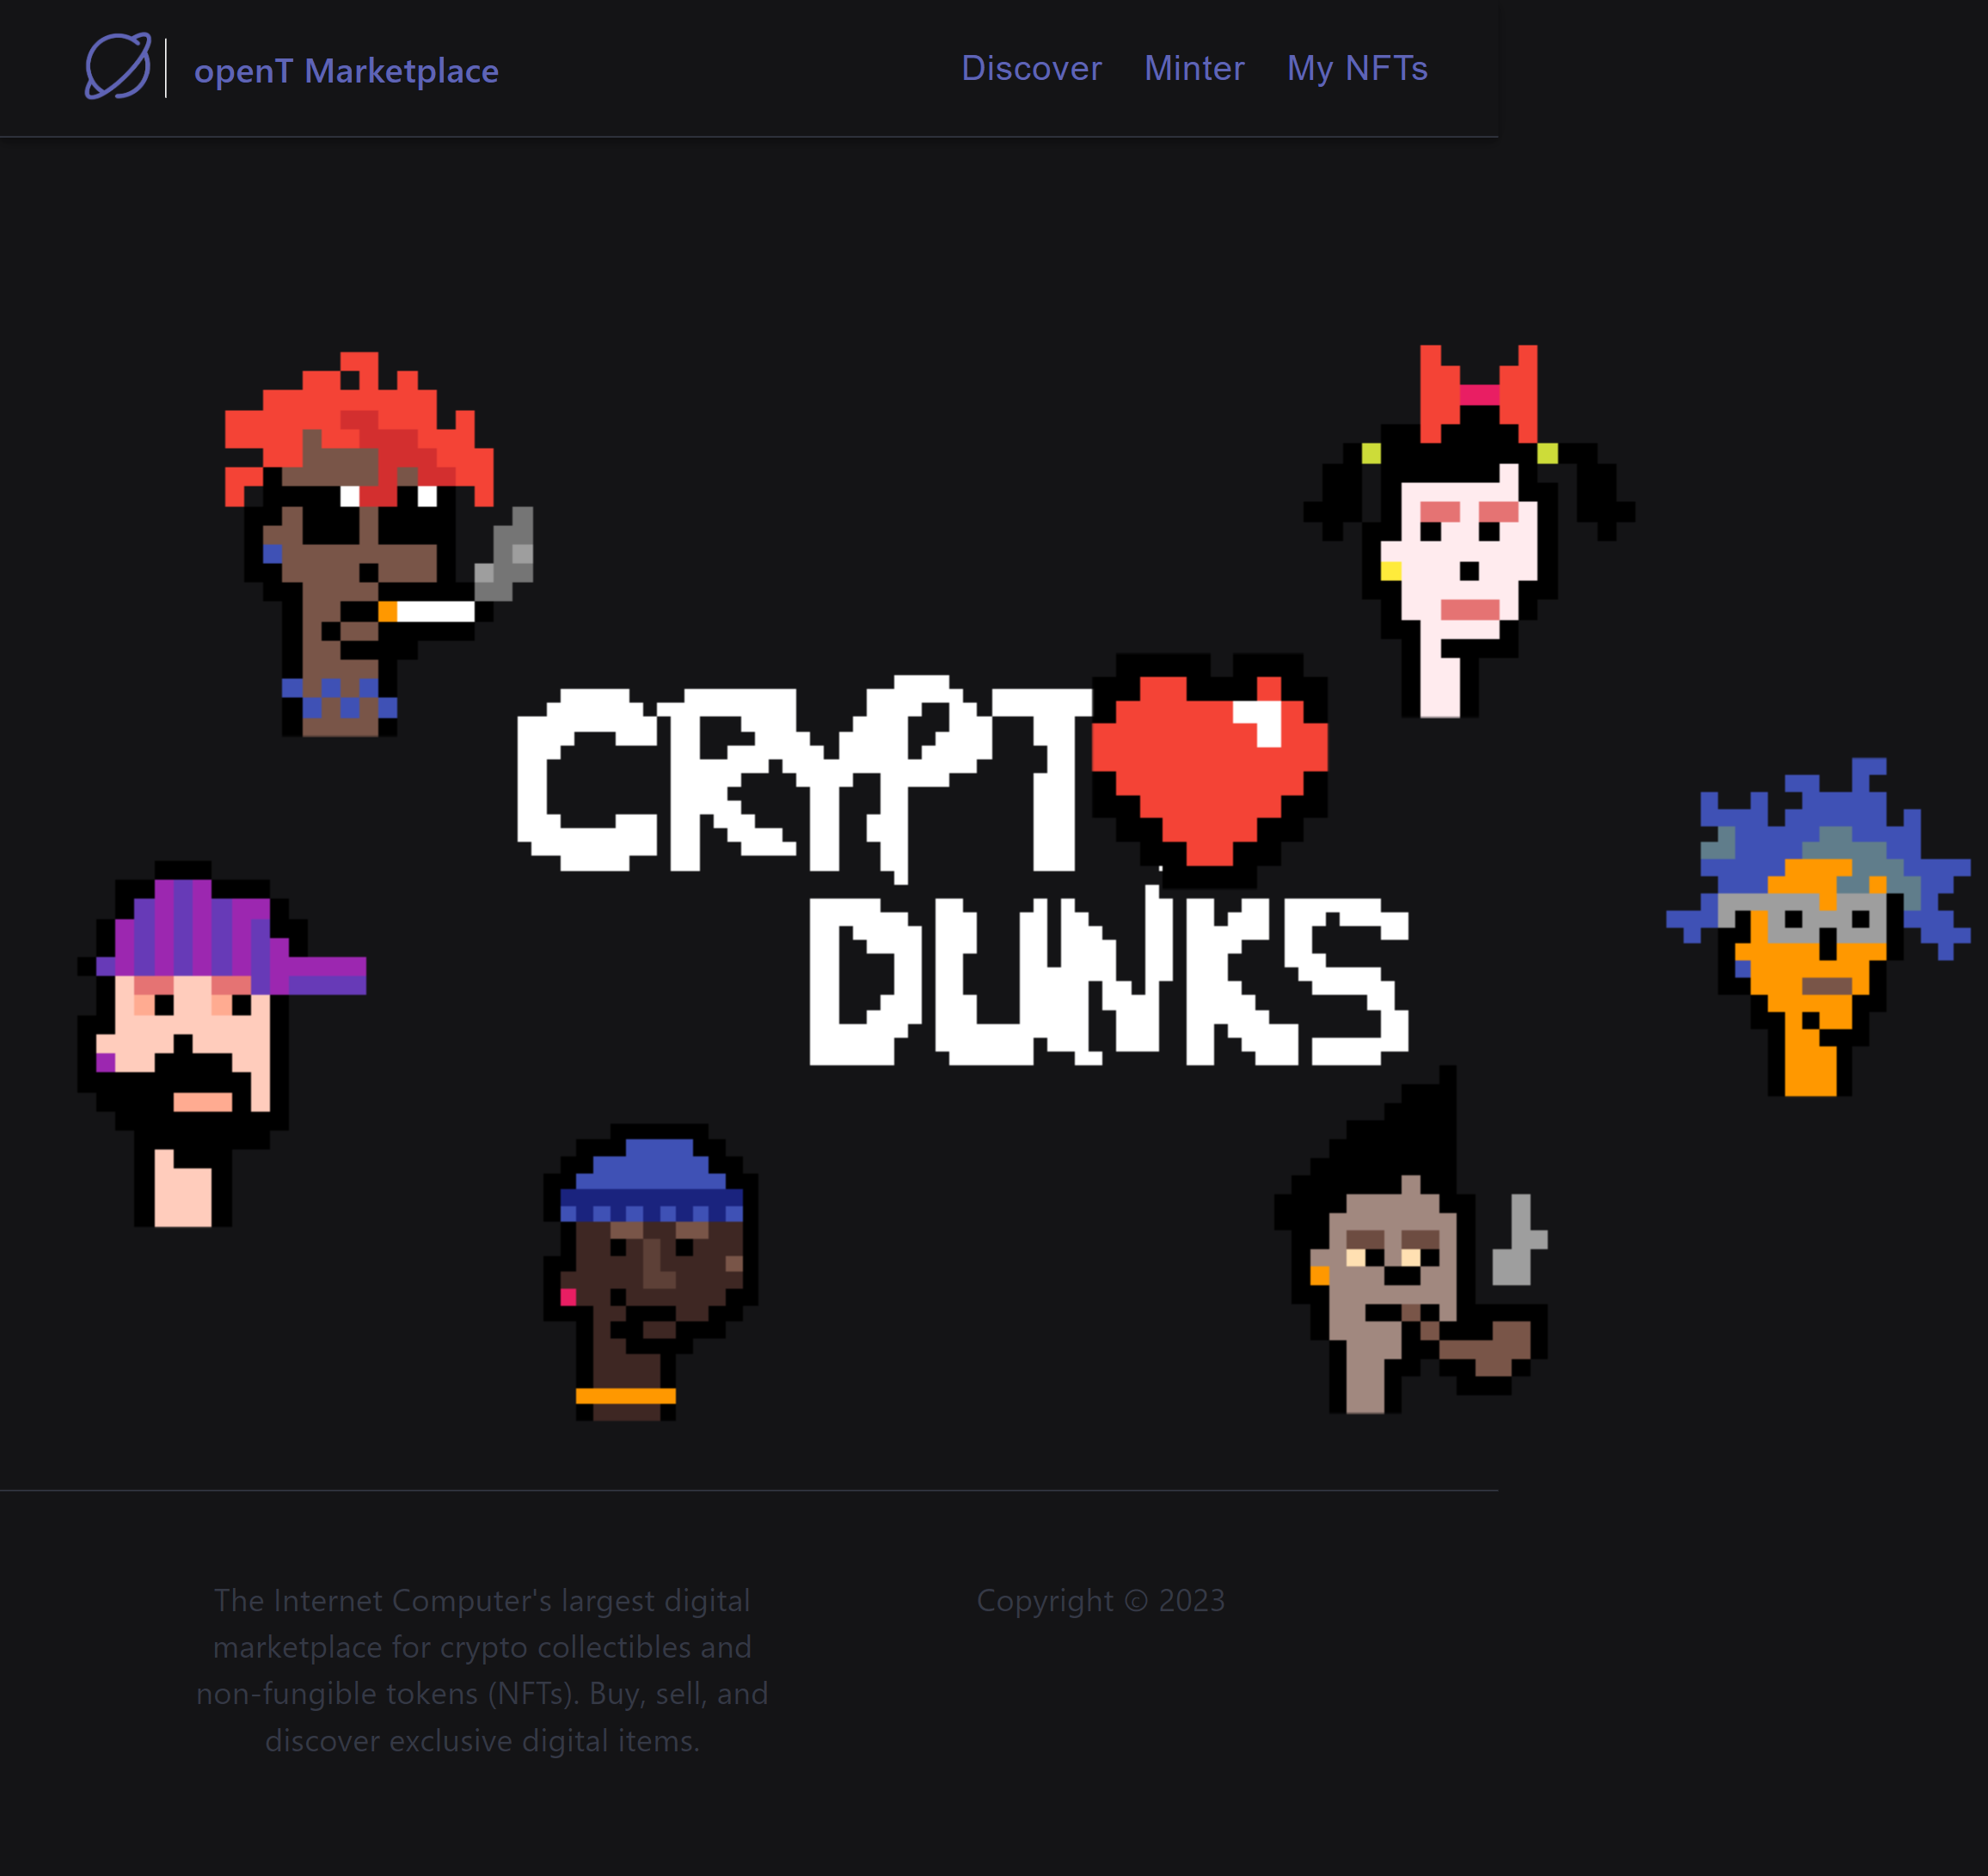 openT Marketplace
Discover Minter My NFTs
CRYPT
DUNKS
The Internet Computer's largest digital
marketplace for crypto collectibles and
non-fungible tokens (NFTs). Buy, sell, and
discover exclusive digital items.
Copyright © 2023